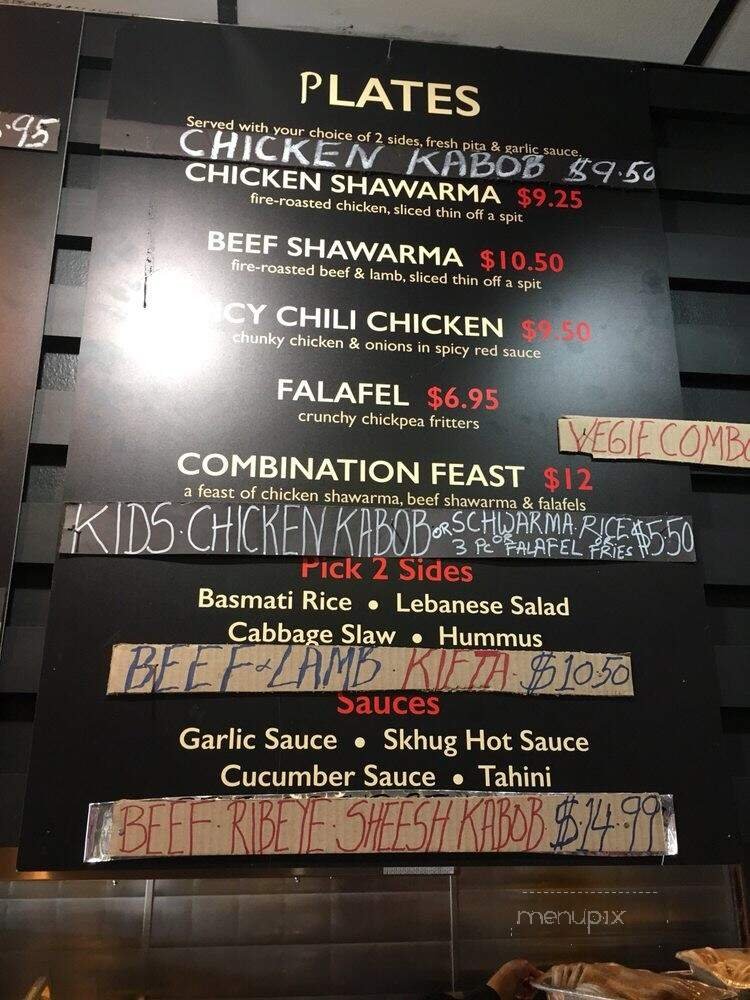 .95
PLATES
Served with your choice of 2 sides, fresh pita & garlic sauce.
CHICKEN KABOB $9.50
CHICKEN SHAWARMA $9.25
fire-roasted chicken, sliced thin off a spit
BEEF SHAWARMA $10.50
fire-roasted beef & lamb, sliced thin off a spit
ICY CHILI CHICKEN $9.50
chunky chicken & onions in spicy red sauce
FALAFEL $6.95
crunchy chickpea fritters
VEGIE COMBO
COMBINATION FEAST $12
a feast of chicken shawarma, beef shawarma & falafels
KIDS. CHICKEN KABOB OR SCHWARMA. RICE $5.50
3 Pc FALAFEL OR FRIES
Pick 2 Sides
Basmati Rice • Lebanese Salad
Cabbage Slaw • Hummus
BEEF & LAMB. KIFTA. $10.50
Sauces
Garlic Sauce • Skhug Hot Sauce
Cucumber Sauce • Tahini
BEEF. RIBEYE. SHEESH KABOB. $14.99
menupix